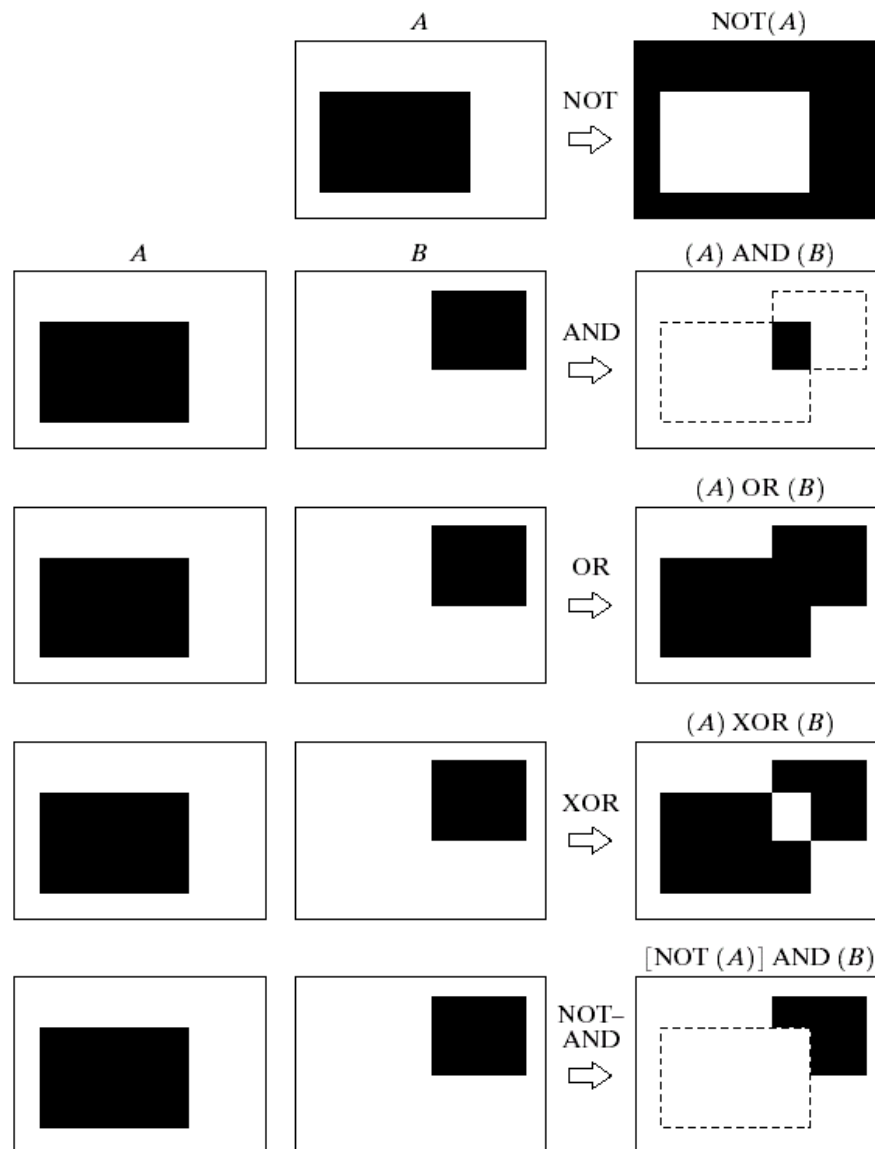 A
NOT(A)
NOT
A
B
(A) AND (B)
AND
(A) OR (B)
OR
(A) XOR (B)
XOR
[NOT (A)] AND (B)
NOT–
AND